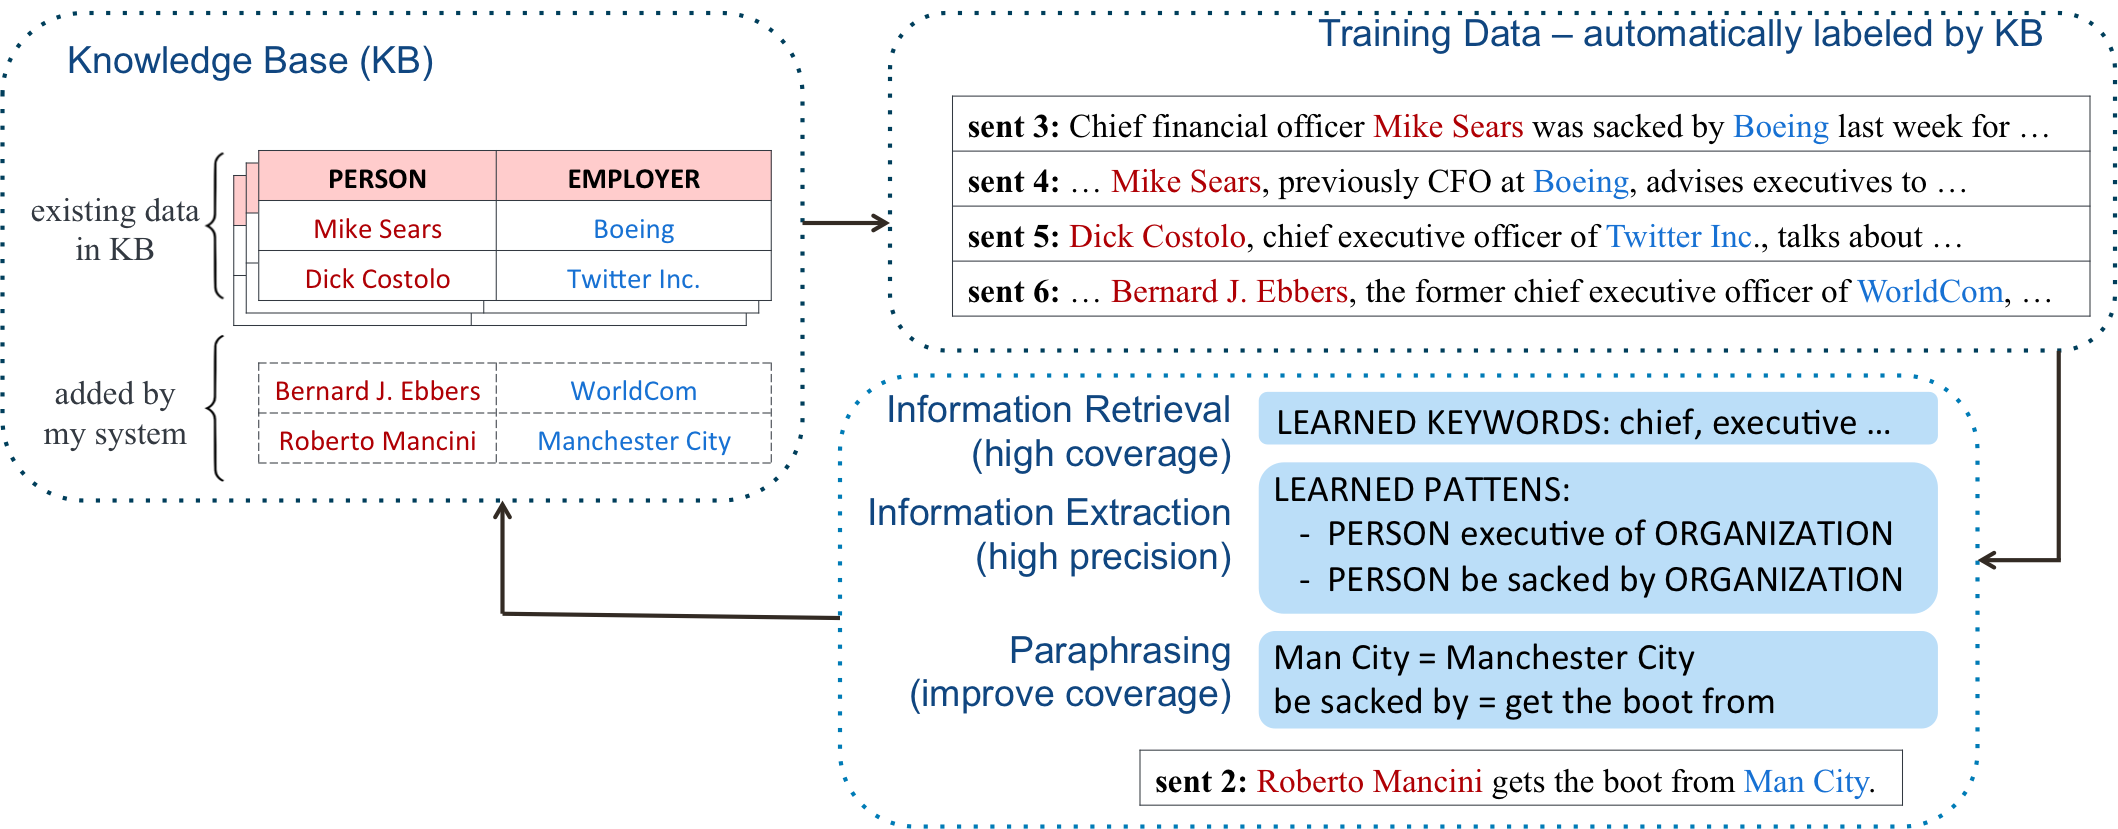 Knowledge Base (KB)
existing data
in KB
PERSON EMPLOYER
Mike Sears Boeing
Dick Costolo Twitter Inc.
added by
my system
Bernard J. Ebbers WorldCom
Roberto Mancini Manchester City
Training Data – automatically labeled by KB
sent 3: Chief financial officer Mike Sears was sacked by Boeing last week for …
sent 4: … Mike Sears, previously CFO at Boeing, advises executives to …
sent 5: Dick Costolo, chief executive officer of Twitter Inc., talks about …
sent 6: … Bernard J. Ebbers, the former chief executive officer of WorldCom, …
Information Retrieval
(high coverage)
LEARNED KEYWORDS: chief, executive …
Information Extraction
(high precision)
LEARNED PATTENS:
- PERSON executive of ORGANIZATION
- PERSON be sacked by ORGANIZATION
Paraphrasing
(improve coverage)
Man City = Manchester City
be sacked by = get the boot from
sent 2: Roberto Mancini gets the boot from Man City.